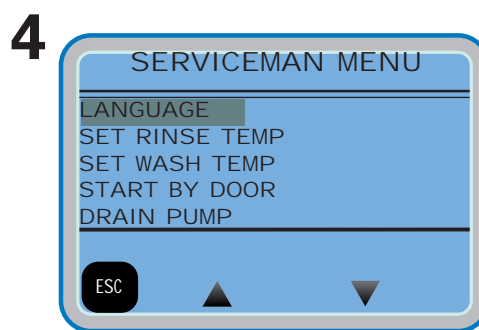 4
SERVICEMAN MENU
LANGUAGE
SET RINSE TEMP
SET WASH TEMP
START BY DOOR
DRAIN PUMP
ESC